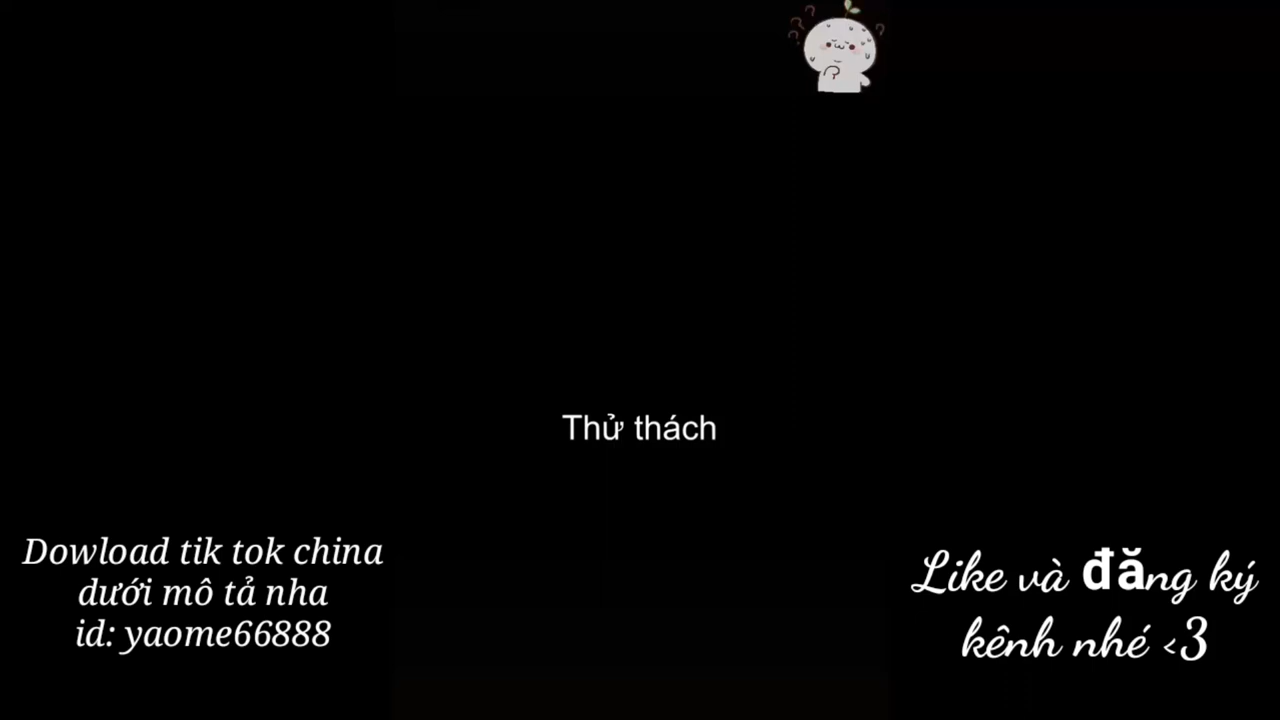 Thử thách
Dowload tik tok china
dưới mô tả nha
id: yaome66888
Like và đăng ký
kênh nhé <3